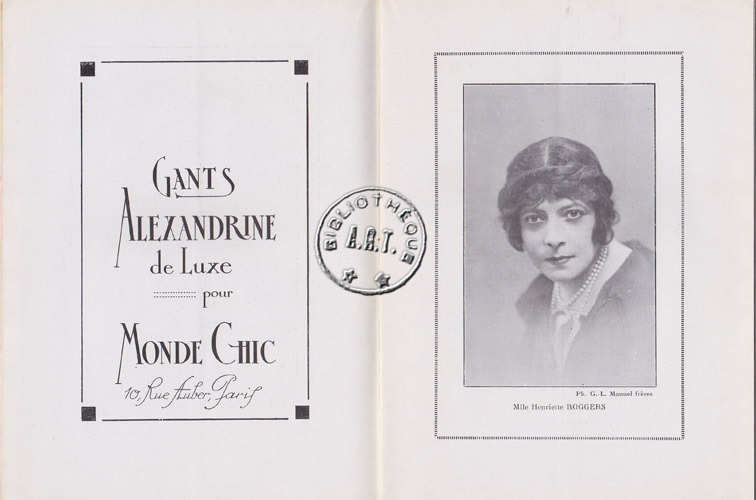 GANTS
ALEXANDRINE
de LUXE
pour
MONDE CHIC
10, Rue Auber, Paris
BIBLIOTHÈQUE
A.R.T.
Ph. G.-L. Manuel frères
Mlle Henriette ROGGERS